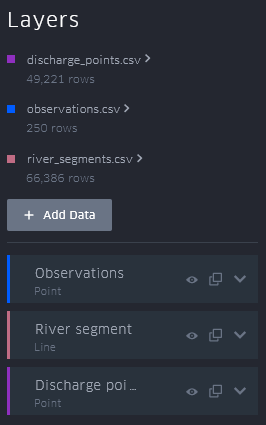 Layers
discharge_points.csv
49,221 rows
observations.csv
250 rows
river_segments.csv
66,386 rows
+ Add Data
Observations
Point
River segment
Line
Discharge poi...
Point